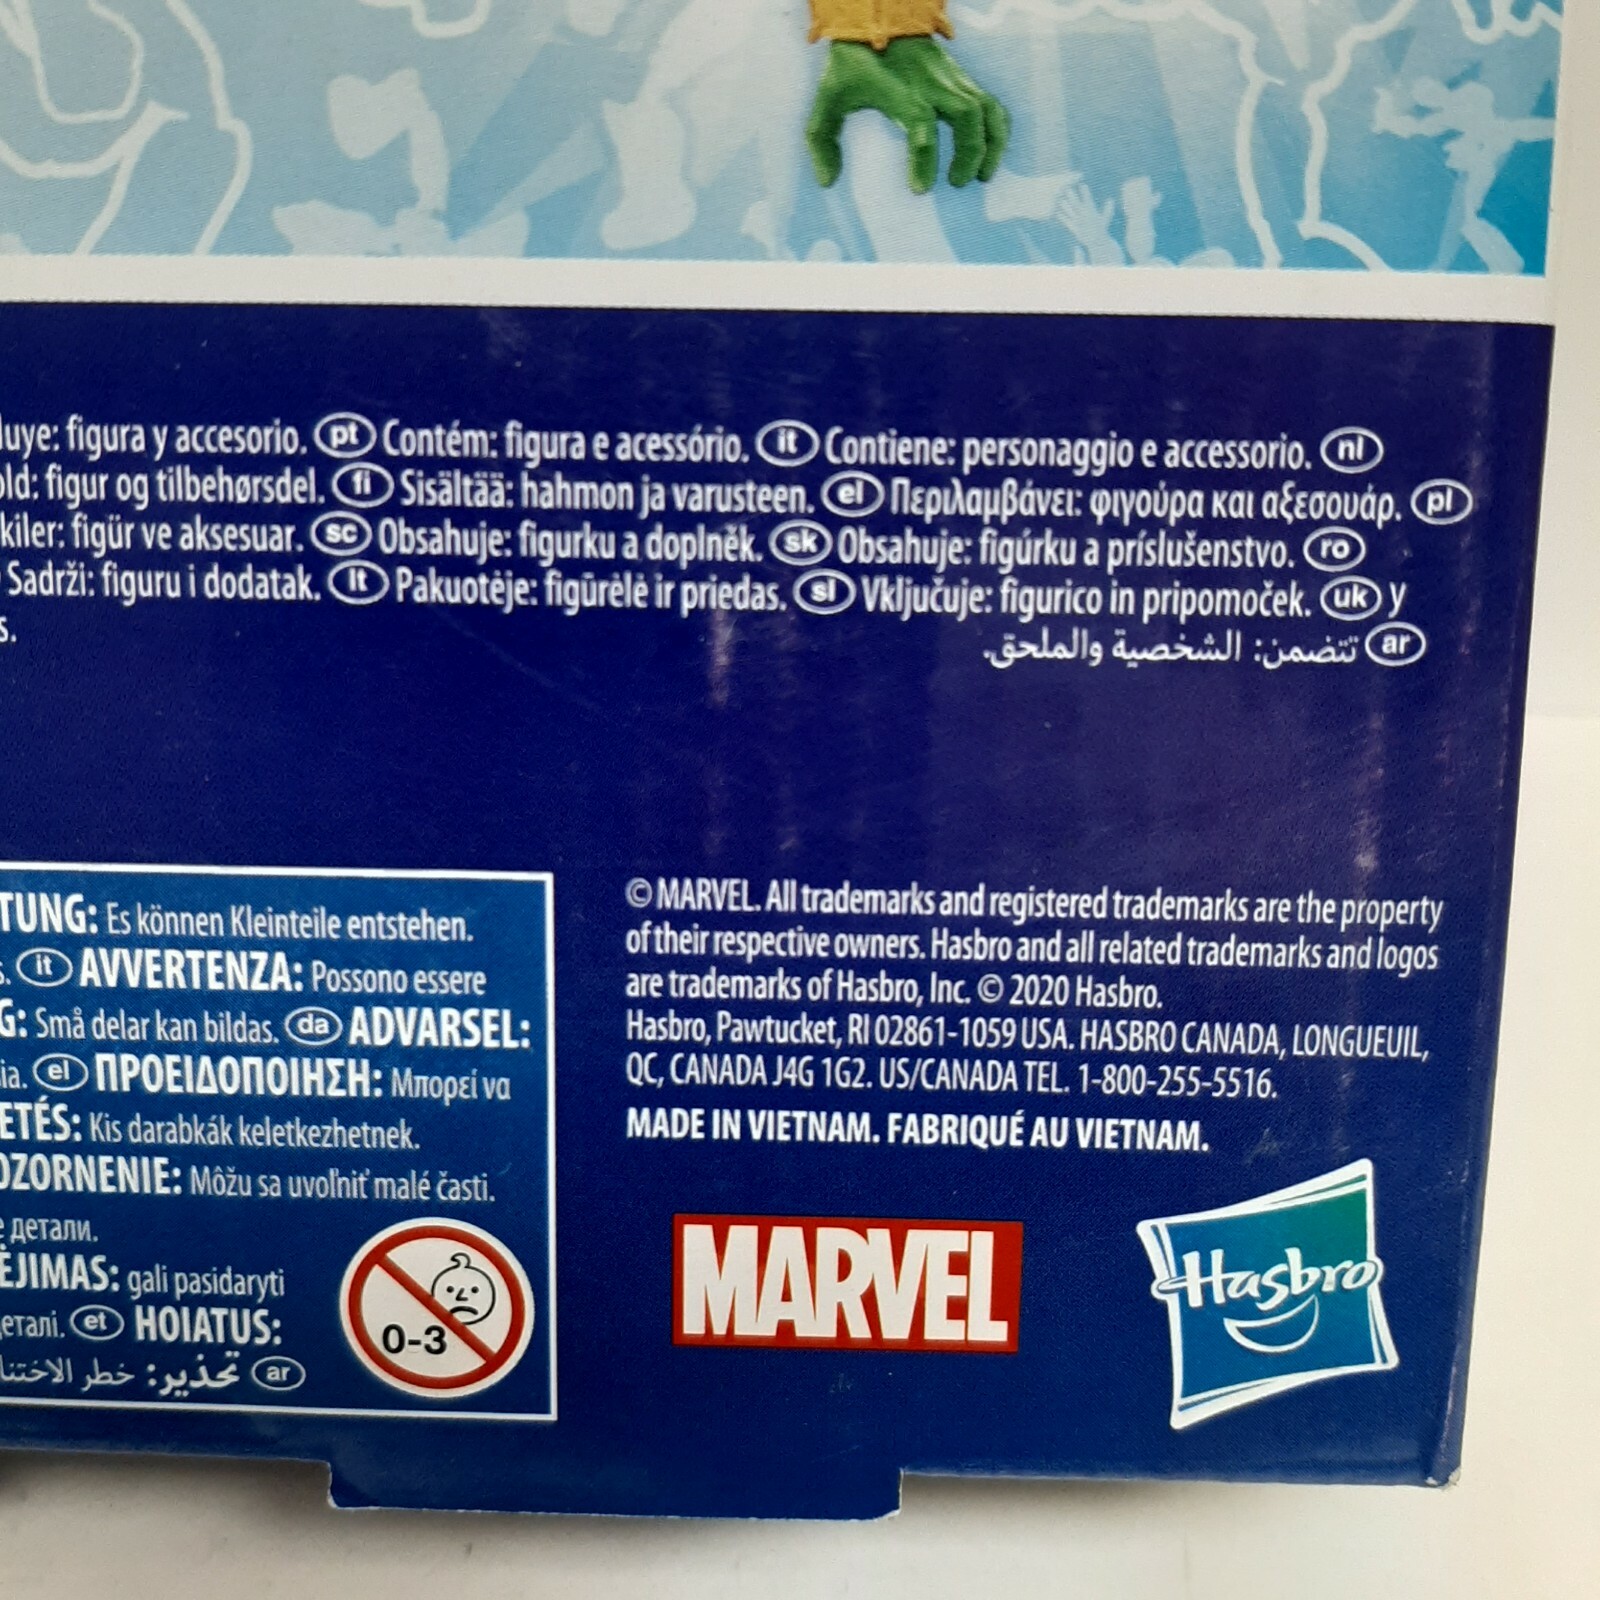 luye: figura y accesorio. pt Contém: figura e acessório. it Contiene: personaggio e accessorio. nl
old: figur og tilbehørsdel. fi Sisältää: hahmon ja varusteen. el Περιλαμβάνει: φιγούρα και αξεσουάρ. pl
kiler: figür ve aksesuar. sc Obsahuje: figurku a doplněk. sk Obsahuje: figúrku a príslušenstvo. ro
Sadrži: figuru i dodatak. lt Pakuotėje: figūrėlė ir priedas. sl Vključuje: figurico in pripomoček. uk У
s.
ar تتضمن: الشخصية والملحق.
TUNG: Es können Kleinteile entstehen.
s. it AVVERTENZA: Possono essere
G: Små delar kan bildas. da ADVARSEL:
ia. el ΠΡΟΕΙΔΟΠΟΙΗΣΗ: Μπορεί να
ETÉS: Kis darabkák keletkezhetnek.
OZORNENIE: Môžu sa uvoľniť malé časti.
е детали.
ĖJIMAS: gali pasidaryti
еталі. et HOIATUS:
ar تحذير: خطر الاختنا
0-3
© MARVEL. All trademarks and registered trademarks are the property
of their respective owners. Hasbro and all related trademarks and logos
are trademarks of Hasbro, Inc. © 2020 Hasbro.
Hasbro, Pawtucket, RI 02861-1059 USA. HASBRO CANADA, LONGUEUIL,
QC, CANADA J4G 1G2. US/CANADA TEL. 1-800-255-5516.
MADE IN VIETNAM. FABRIQUÉ AU VIETNAM.
MARVEL
Hasbro